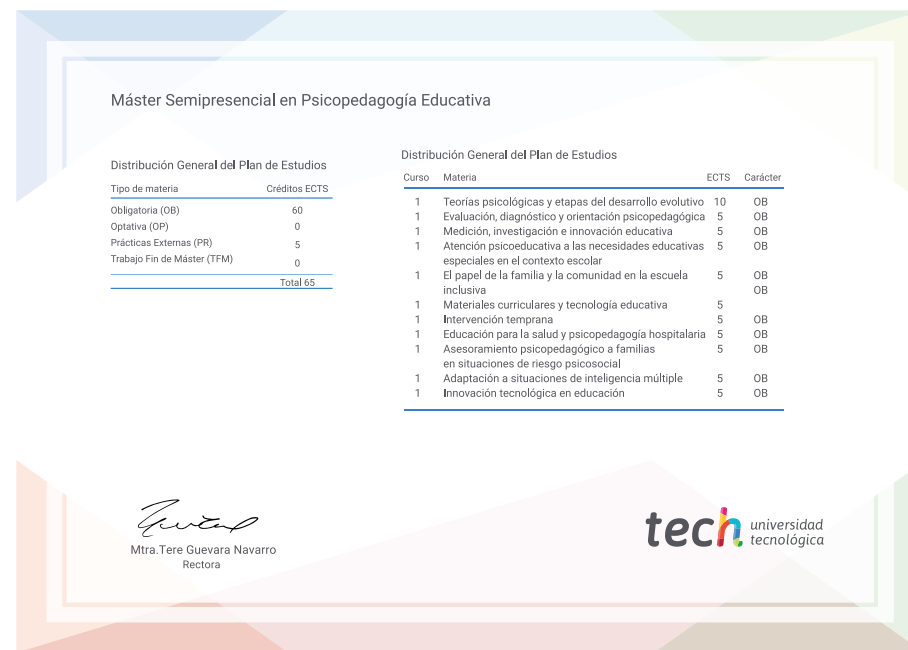 Máster Semipresencial en Psicopedagogía Educativa
Distribución General del Plan de Estudios
Tipo de materia Créditos ECTS
Obligatoria (OB) 60
Optativa (OP) 0
Prácticas Externas (PR) 5
Trabajo Fin de Máster (TFM) 0
Total 65
Distribución General del Plan de Estudios
Curso Materia ECTS Carácter
1 Teorías psicológicas y etapas del desarrollo evolutivo 10 OB
1 Evaluación, diagnóstico y orientación psicopedagógica 5 OB
1 Medición, investigación e innovación educativa 5 OB
1 Atención psicoeducativa a las necesidades educativas 5 OB
especiales en el contexto escolar
1 El papel de la familia y la comunidad en la escuela 5 OB
inclusiva OB
1 Materiales curriculares y tecnología educativa 5
1 Intervención temprana 5 OB
1 Educación para la salud y psicopedagogía hospitalaria 5 OB
1 Asesoramiento psicopedagógico a familias 5 OB
en situaciones de riesgo psicosocial
1 Adaptación a situaciones de inteligencia múltiple 5 OB
1 Innovación tecnológica en educación 5 OB
Mtra.Tere Guevara Navarro
Rectora
tech universidad
tecnológica